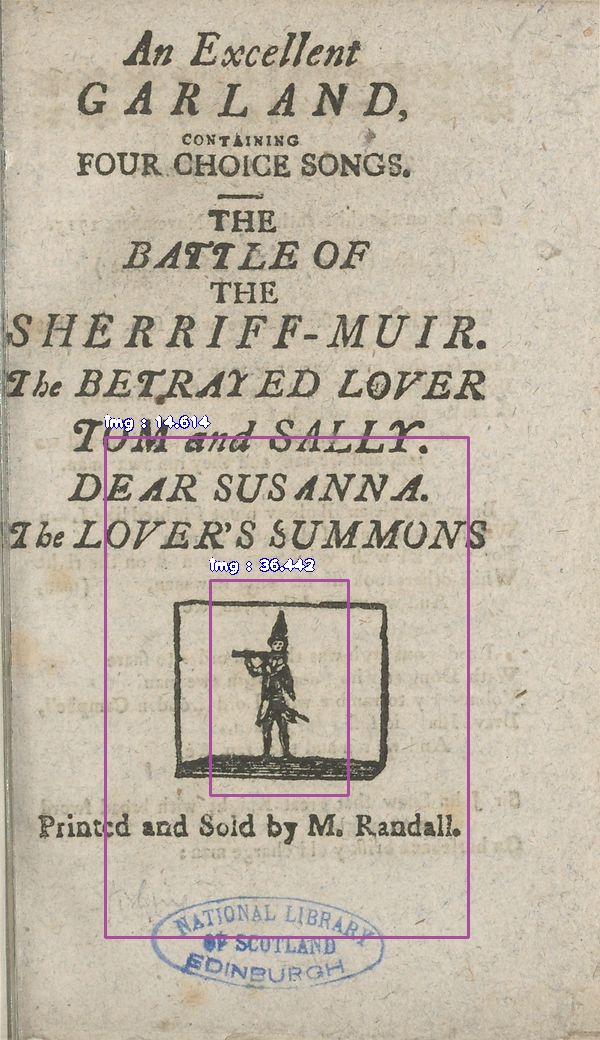 An Excellent
GARLAND,
CONTAINING
FOUR CHOICE SONGS.
THE
BATTLE OF
THE
SHERRIFF-MUIR.
The BETRAYED LOVER
img : 14.614
TOM and SALLY.
DEAR SUSANNA.
The LOVER'S SUMMONS
img : 36.442
Printed and Sold by M. Randall.
NATIONAL LIBRARY
OF SCOTLAND
EDINBURGH